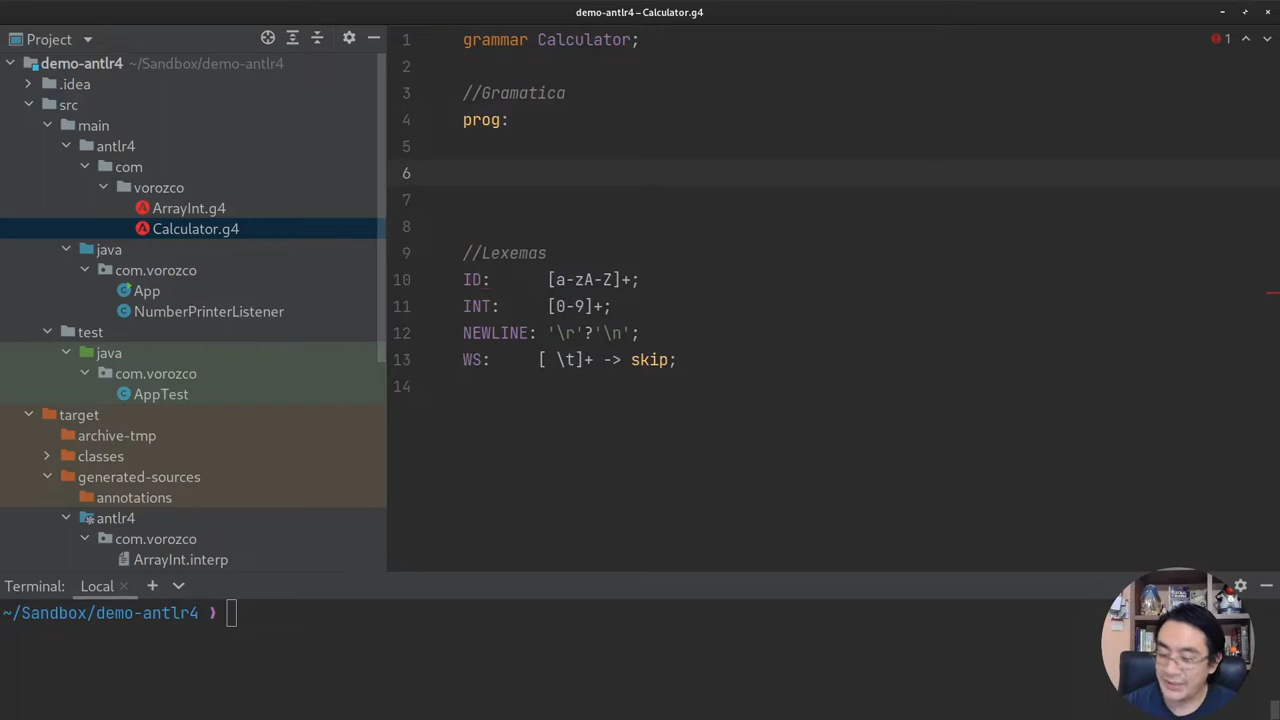 demo-antlr4 – Calculator.g4
Project
demo-antlr4 ~/Sandbox/demo-antlr4
.idea
src
main
antlr4
com
vorozco
ArrayInt.g4
Calculator.g4
java
com.vorozco
App
NumberPrinterListener
test
java
com.vorozco
AppTest
target
archive-tmp
classes
generated-sources
annotations
antlr4
com.vorozco
ArrayInt.interp
1 grammar Calculator;
2
3 //Gramatica
4 prog:
5
6
7
8
9 //Lexemas
10 ID: [a-zA-Z]+;
11 INT: [0-9]+;
12 NEWLINE: '\r'?'\n';
13 WS: [ \t]+ -> skip;
14
1
Terminal: Local
~/Sandbox/demo-antlr4 ❯